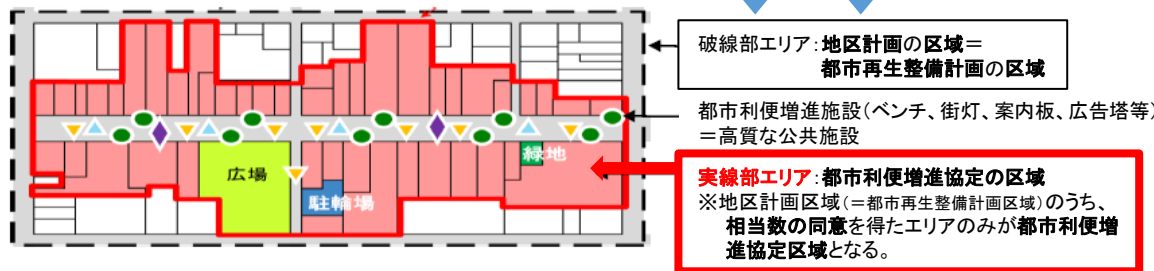 破線部エリア:地区計画の区域=
都市再生整備計画の区域
都市利便増進施設(ベンチ、街灯、案内板、広告塔等)
=高質な公共施設
緑地
広場
駐輪場
実線部エリア:都市利便増進協定の区域
※地区計画区域(=都市再生整備計画区域)のうち、
相当数の同意を得たエリアのみが都市利便増
進協定区域となる。